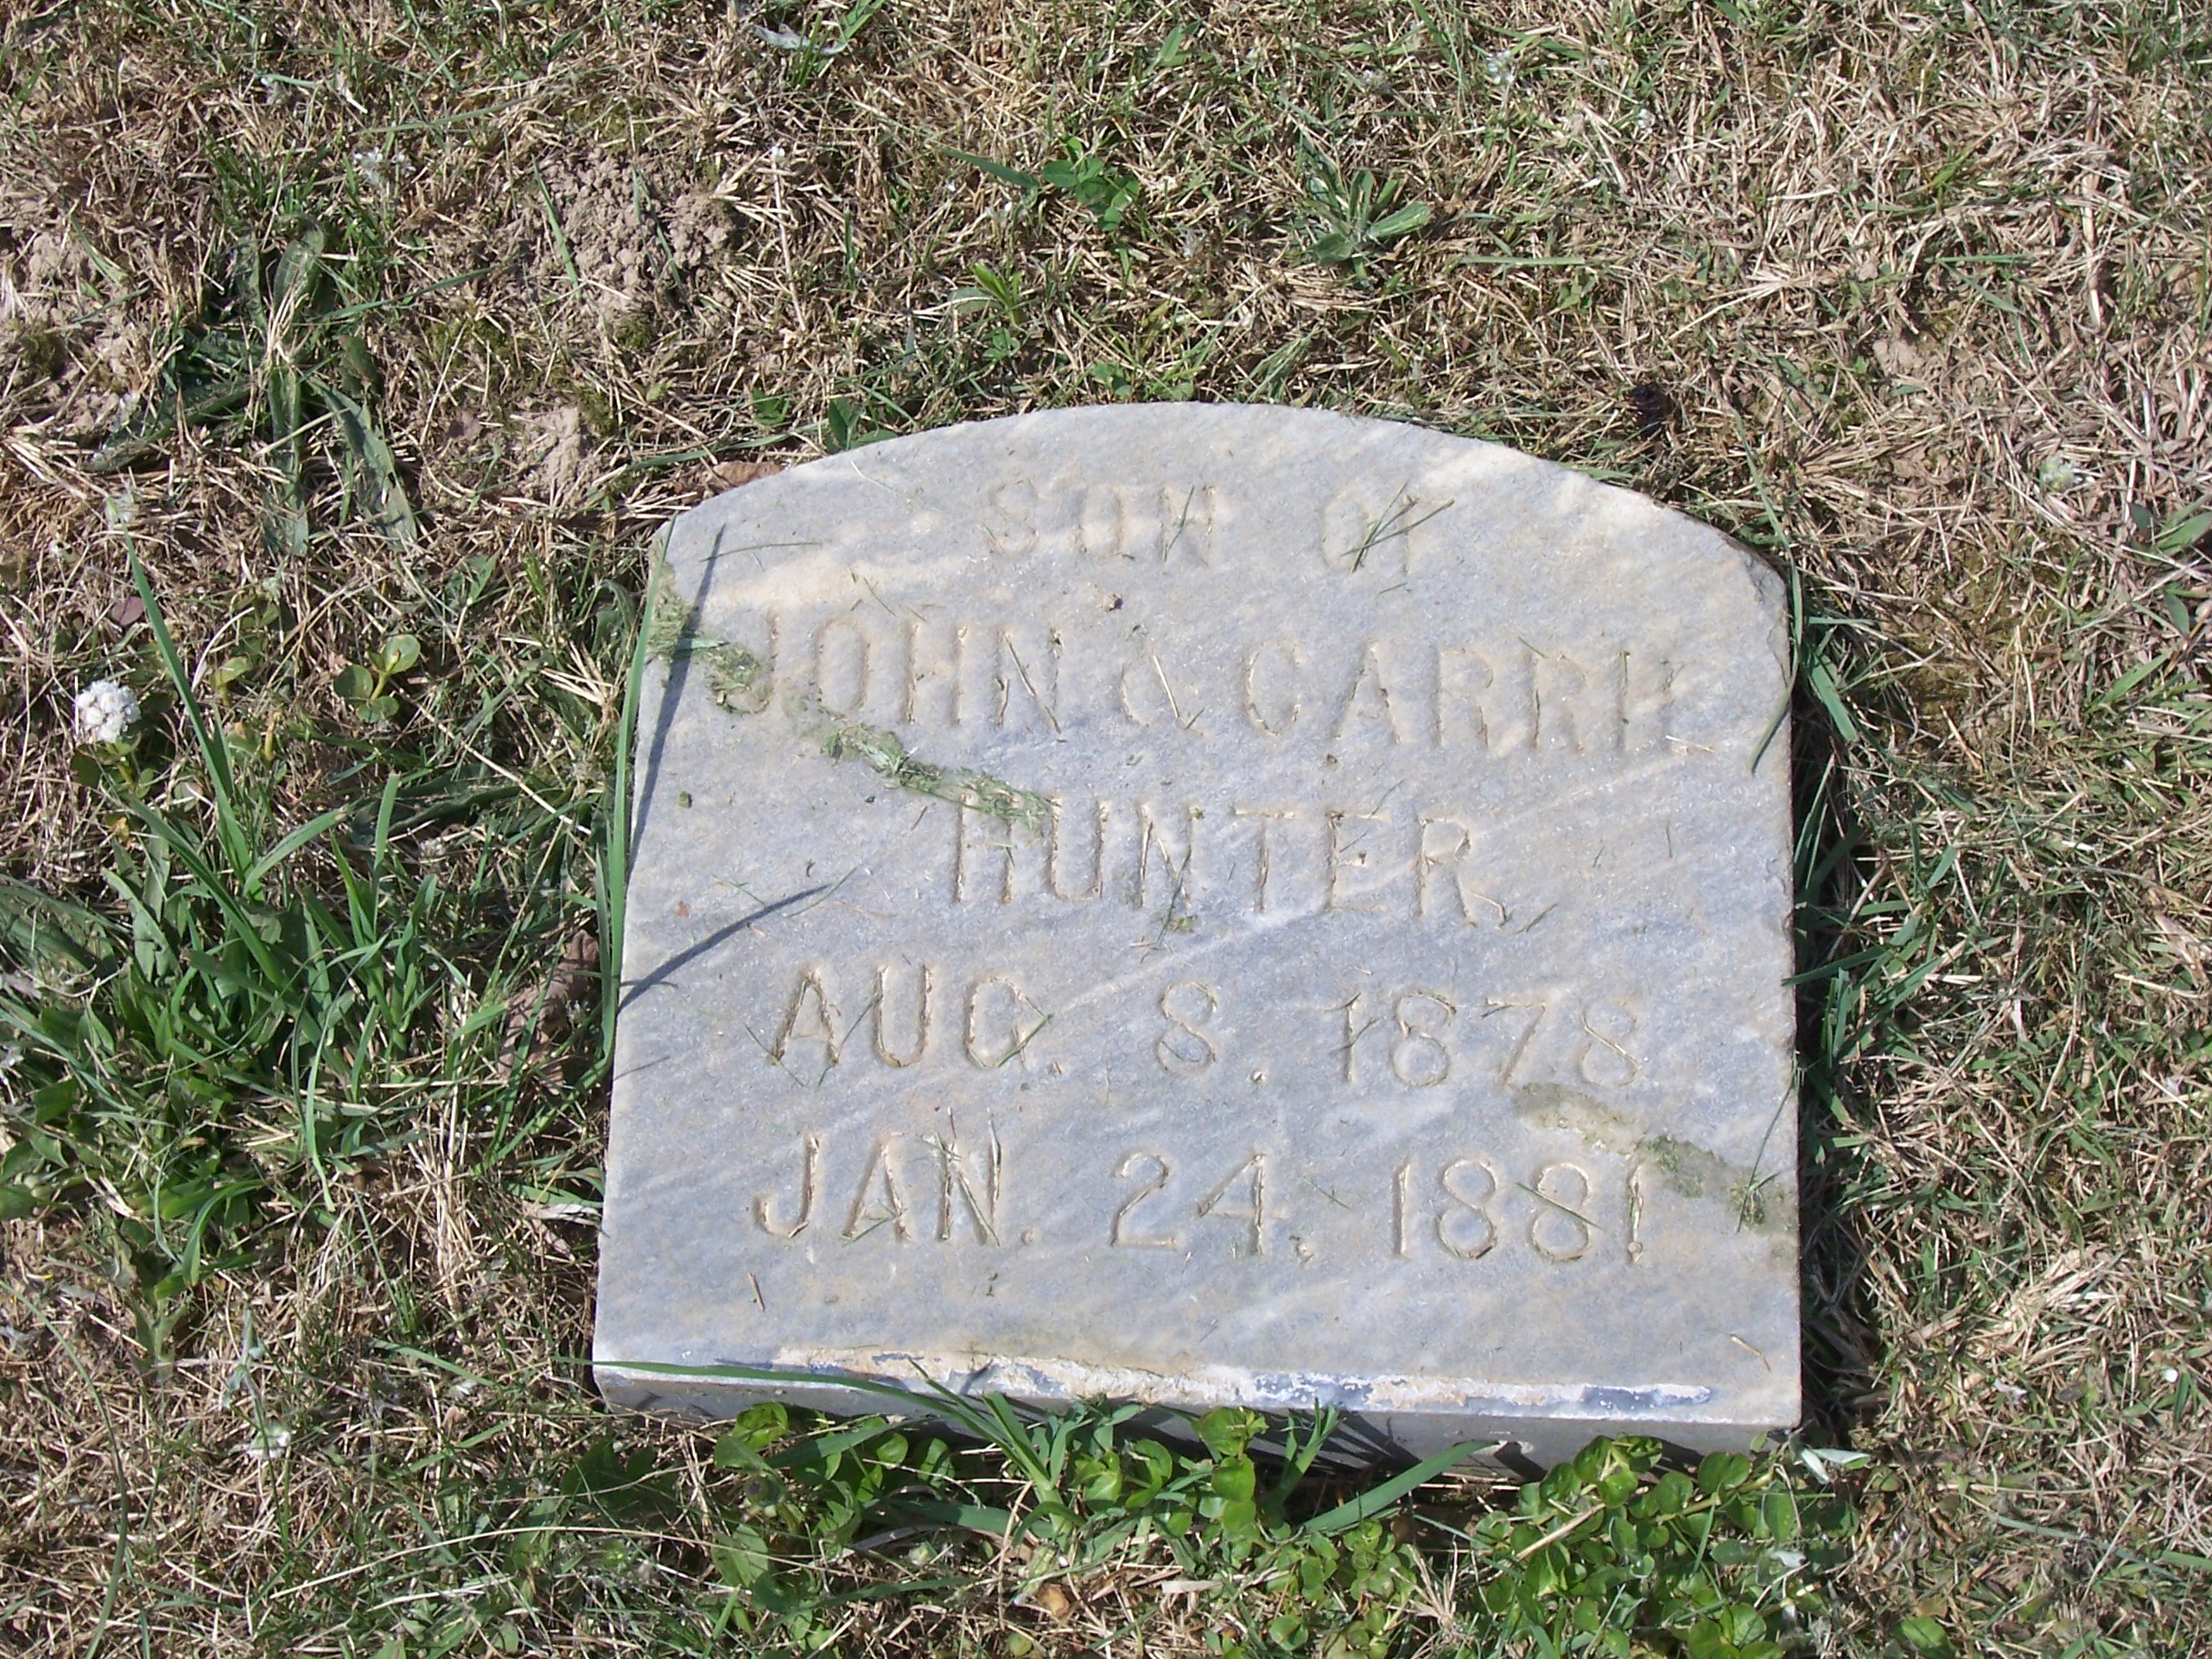 SON OF
JOHN & CARRIE
HUNTER
AUG. 8, 1878
JAN. 24, 1881